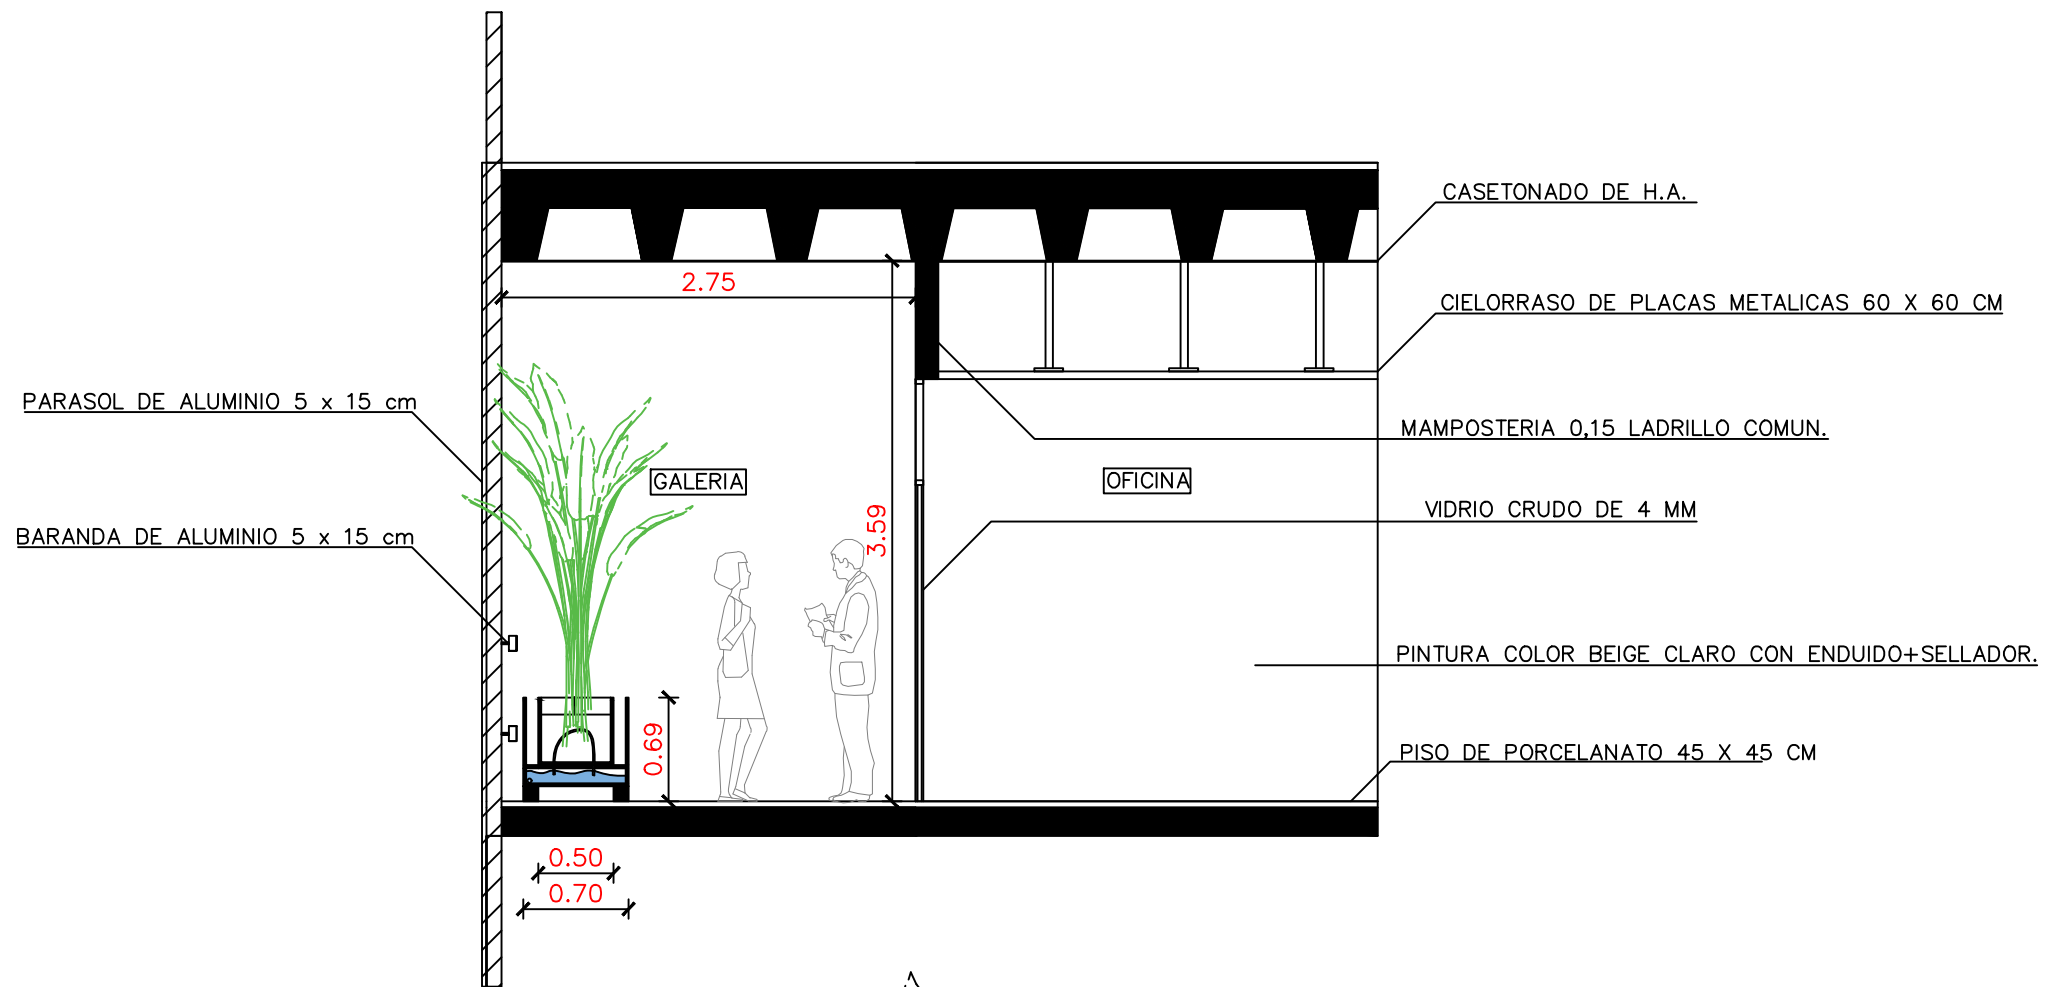 CASETONADO DE H.A.
2.75
CIELORRASO DE PLACAS METALICAS 60 X 60 CM
PARASOL DE ALUMINIO 5 x 15 cm
MAMPOSTERIA 0,15 LADRILLO COMUN.
GALERIA
OFICINA
VIDRIO CRUDO DE 4 MM
3.59
BARANDA DE ALUMINIO 5 x 15 cm
PINTURA COLOR BEIGE CLARO CON ENDUIDO+SELLADOR.
0.69
PISO DE PORCELANATO 45 X 45 CM
0.50
0.70